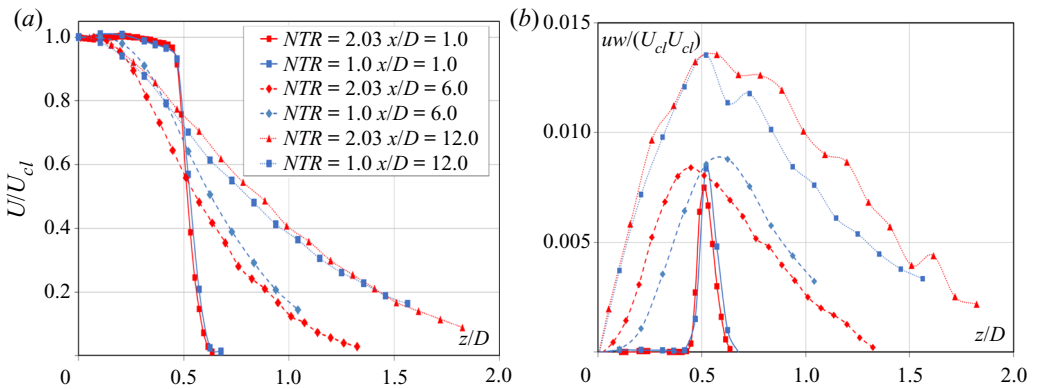 (a)
1.0
0.8
0.6
0.4
0.2
U/U_cl
0
0.5
1.0
1.5
2.0
z/D
NTR = 2.03 x/D = 1.0
NTR = 1.0 x/D = 1.0
NTR = 2.03 x/D = 6.0
NTR = 1.0 x/D = 6.0
NTR = 2.03 x/D = 12.0
NTR = 1.0 x/D = 12.0
(b)
0.015
0.010
0.005
uw/(U_cl U_cl)
0
0.5
1.0
1.5
2.0
z/D